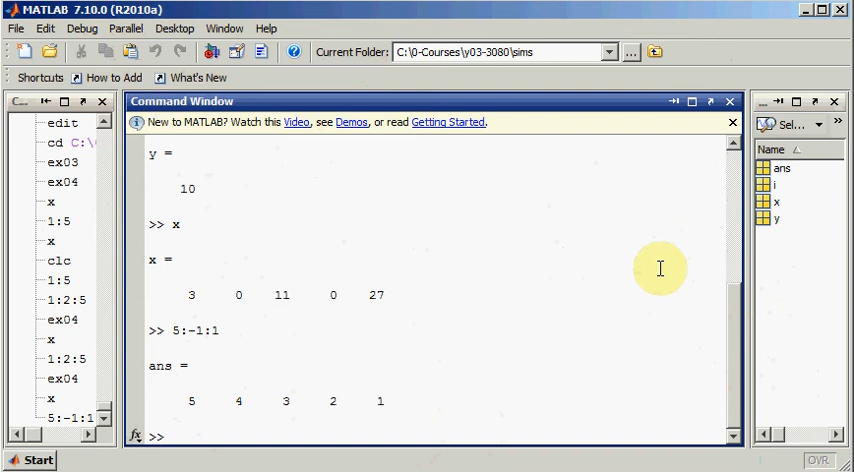 MATLAB 7.10.0 (R2010a)
File Edit Debug Parallel Desktop Window Help
Current Folder: C:\0-Courses\y03-3080\sims
Shortcuts How to Add What's New
C...
Command Window
...
New to MATLAB? Watch this Video, see Demos, or read Getting Started.
Sel...
edit
cd C:\
ex03
ex04
x
1:5
x
clc
1:5
1:2:5
ex04
x
1:2:5
ex04
x
5:-1:1
y =
10
>> x
x =
3 0 11 0 27
>> 5:-1:1
ans =
5 4 3 2 1
fx >>
Name
ans
i
x
y
Start
OVR